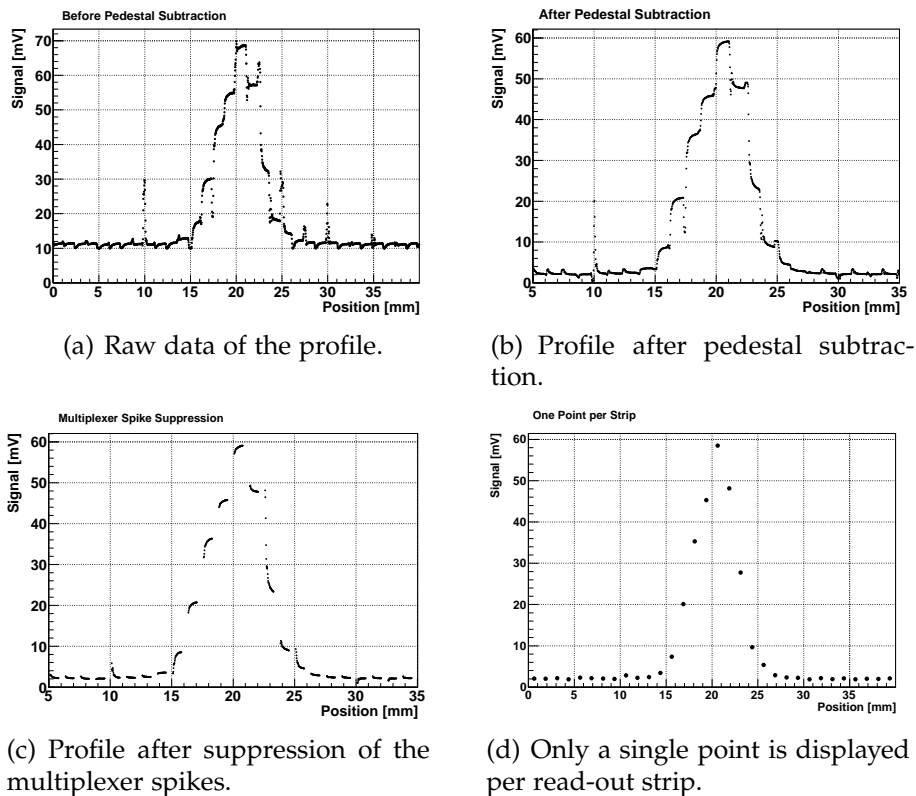 Before Pedestal Subtraction
Signal [mV]
70
60
50
40
30
20
10
0
0 5 10 15 20 25 30 35
Position [mm]
(a) Raw data of the profile.
After Pedestal Subtraction
Signal [mV]
60
50
40
30
20
10
0
5 10 15 20 25 30 35
Position [mm]
(b) Profile after pedestal subtrac-
tion.
Multiplexer Spike Suppression
Signal [mV]
60
50
40
30
20
10
0
5 10 15 20 25 30 35
Position [mm]
(c) Profile after suppression of the
multiplexer spikes.
One Point per Strip
Signal [mV]
60
50
40
30
20
10
0
0 5 10 15 20 25 30 35
Position [mm]
(d) Only a single point is displayed
per read-out strip.